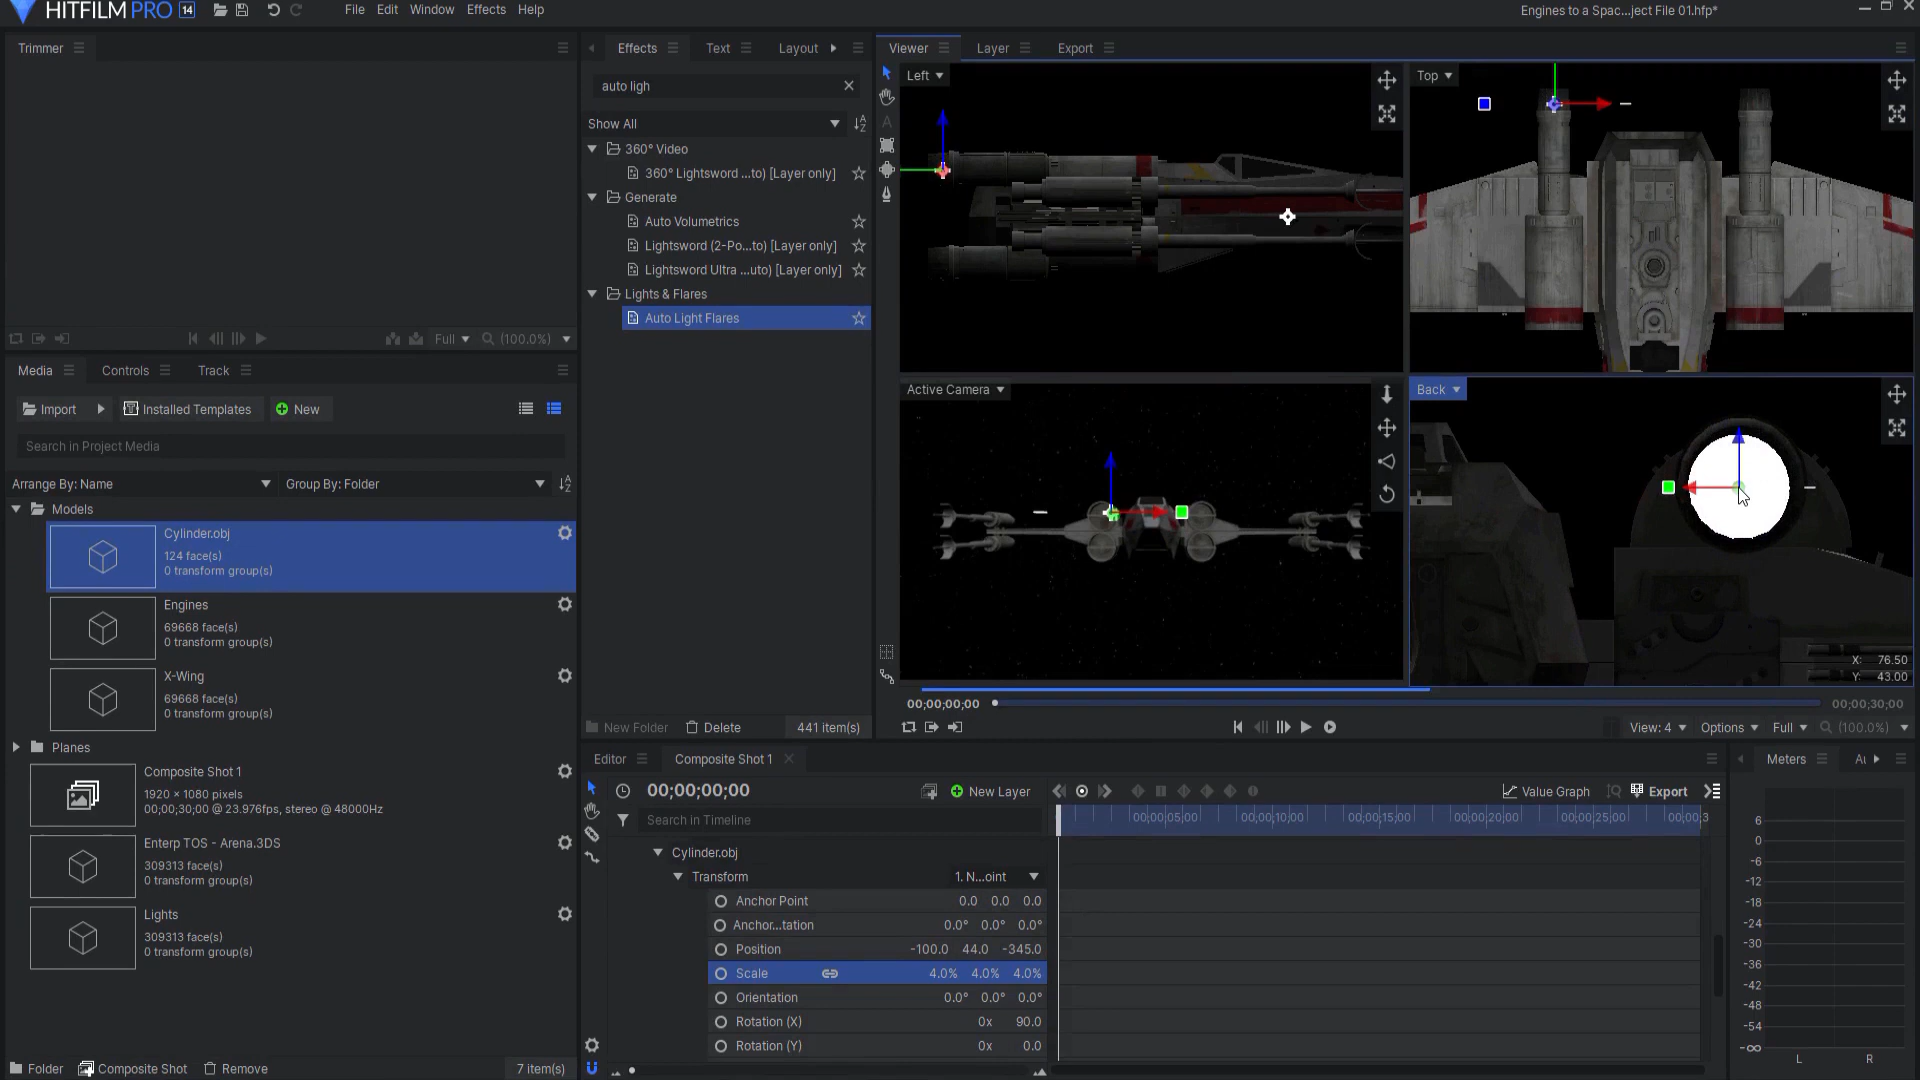 HITFILM PRO 14
File Edit Window Effects Help
Engines to a Spac...ject File 01.hfp*
Trimmer
Full (100.0%)
Media Controls Track
Import Installed Templates New
Search in Project Media
Arrange By: Name Group By: Folder
Models
Cylinder.obj
124 face(s)
0 transform group(s)
Engines
69668 face(s)
0 transform group(s)
X-Wing
69668 face(s)
0 transform group(s)
Planes
Composite Shot 1
1920 × 1080 pixels
00;00;30;00 @ 23.976fps, stereo @ 48000Hz
Enterp TOS - Arena.3DS
309313 face(s)
0 transform group(s)
Lights
309313 face(s)
0 transform group(s)
Folder Composite Shot Remove 7 item(s)
Effects Text Layout
auto ligh
Show All
360° Video
360° Lightsword ...to) [Layer only]
Generate
Auto Volumetrics
Lightsword (2-Po...to) [Layer only]
Lightsword Ultra ...uto) [Layer only]
Lights & Flares
Auto Light Flares
New Folder Delete 441 item(s)
Viewer Layer Export
Left
Top
Active Camera
Back
X: 76.50
Y: 43.00
00;00;00;00
00;00;30;00
View: 4 Options Full (100.0%)
Editor Composite Shot 1
00;00;00;00 New Layer
Value Graph Export
Search in Timeline
00;00;05;00 00;00;10;00 00;00;15;00 00;00;20;00 00;00;25;00 00;00;3
Cylinder.obj
Transform 1. N...oint
Anchor Point 0.0 0.0 0.0
Anchor...tation 0.0° 0.0° 0.0°
Position -100.0 44.0 -345.0
Scale 4.0% 4.0% 4.0%
Orientation 0.0° 0.0° 0.0°
Rotation (X) 0x 90.0
Rotation (Y) 0x 0.0
Meters
6
0
-6
-12
-18
-24
-30
-36
-42
-48
-54
-∞
L R